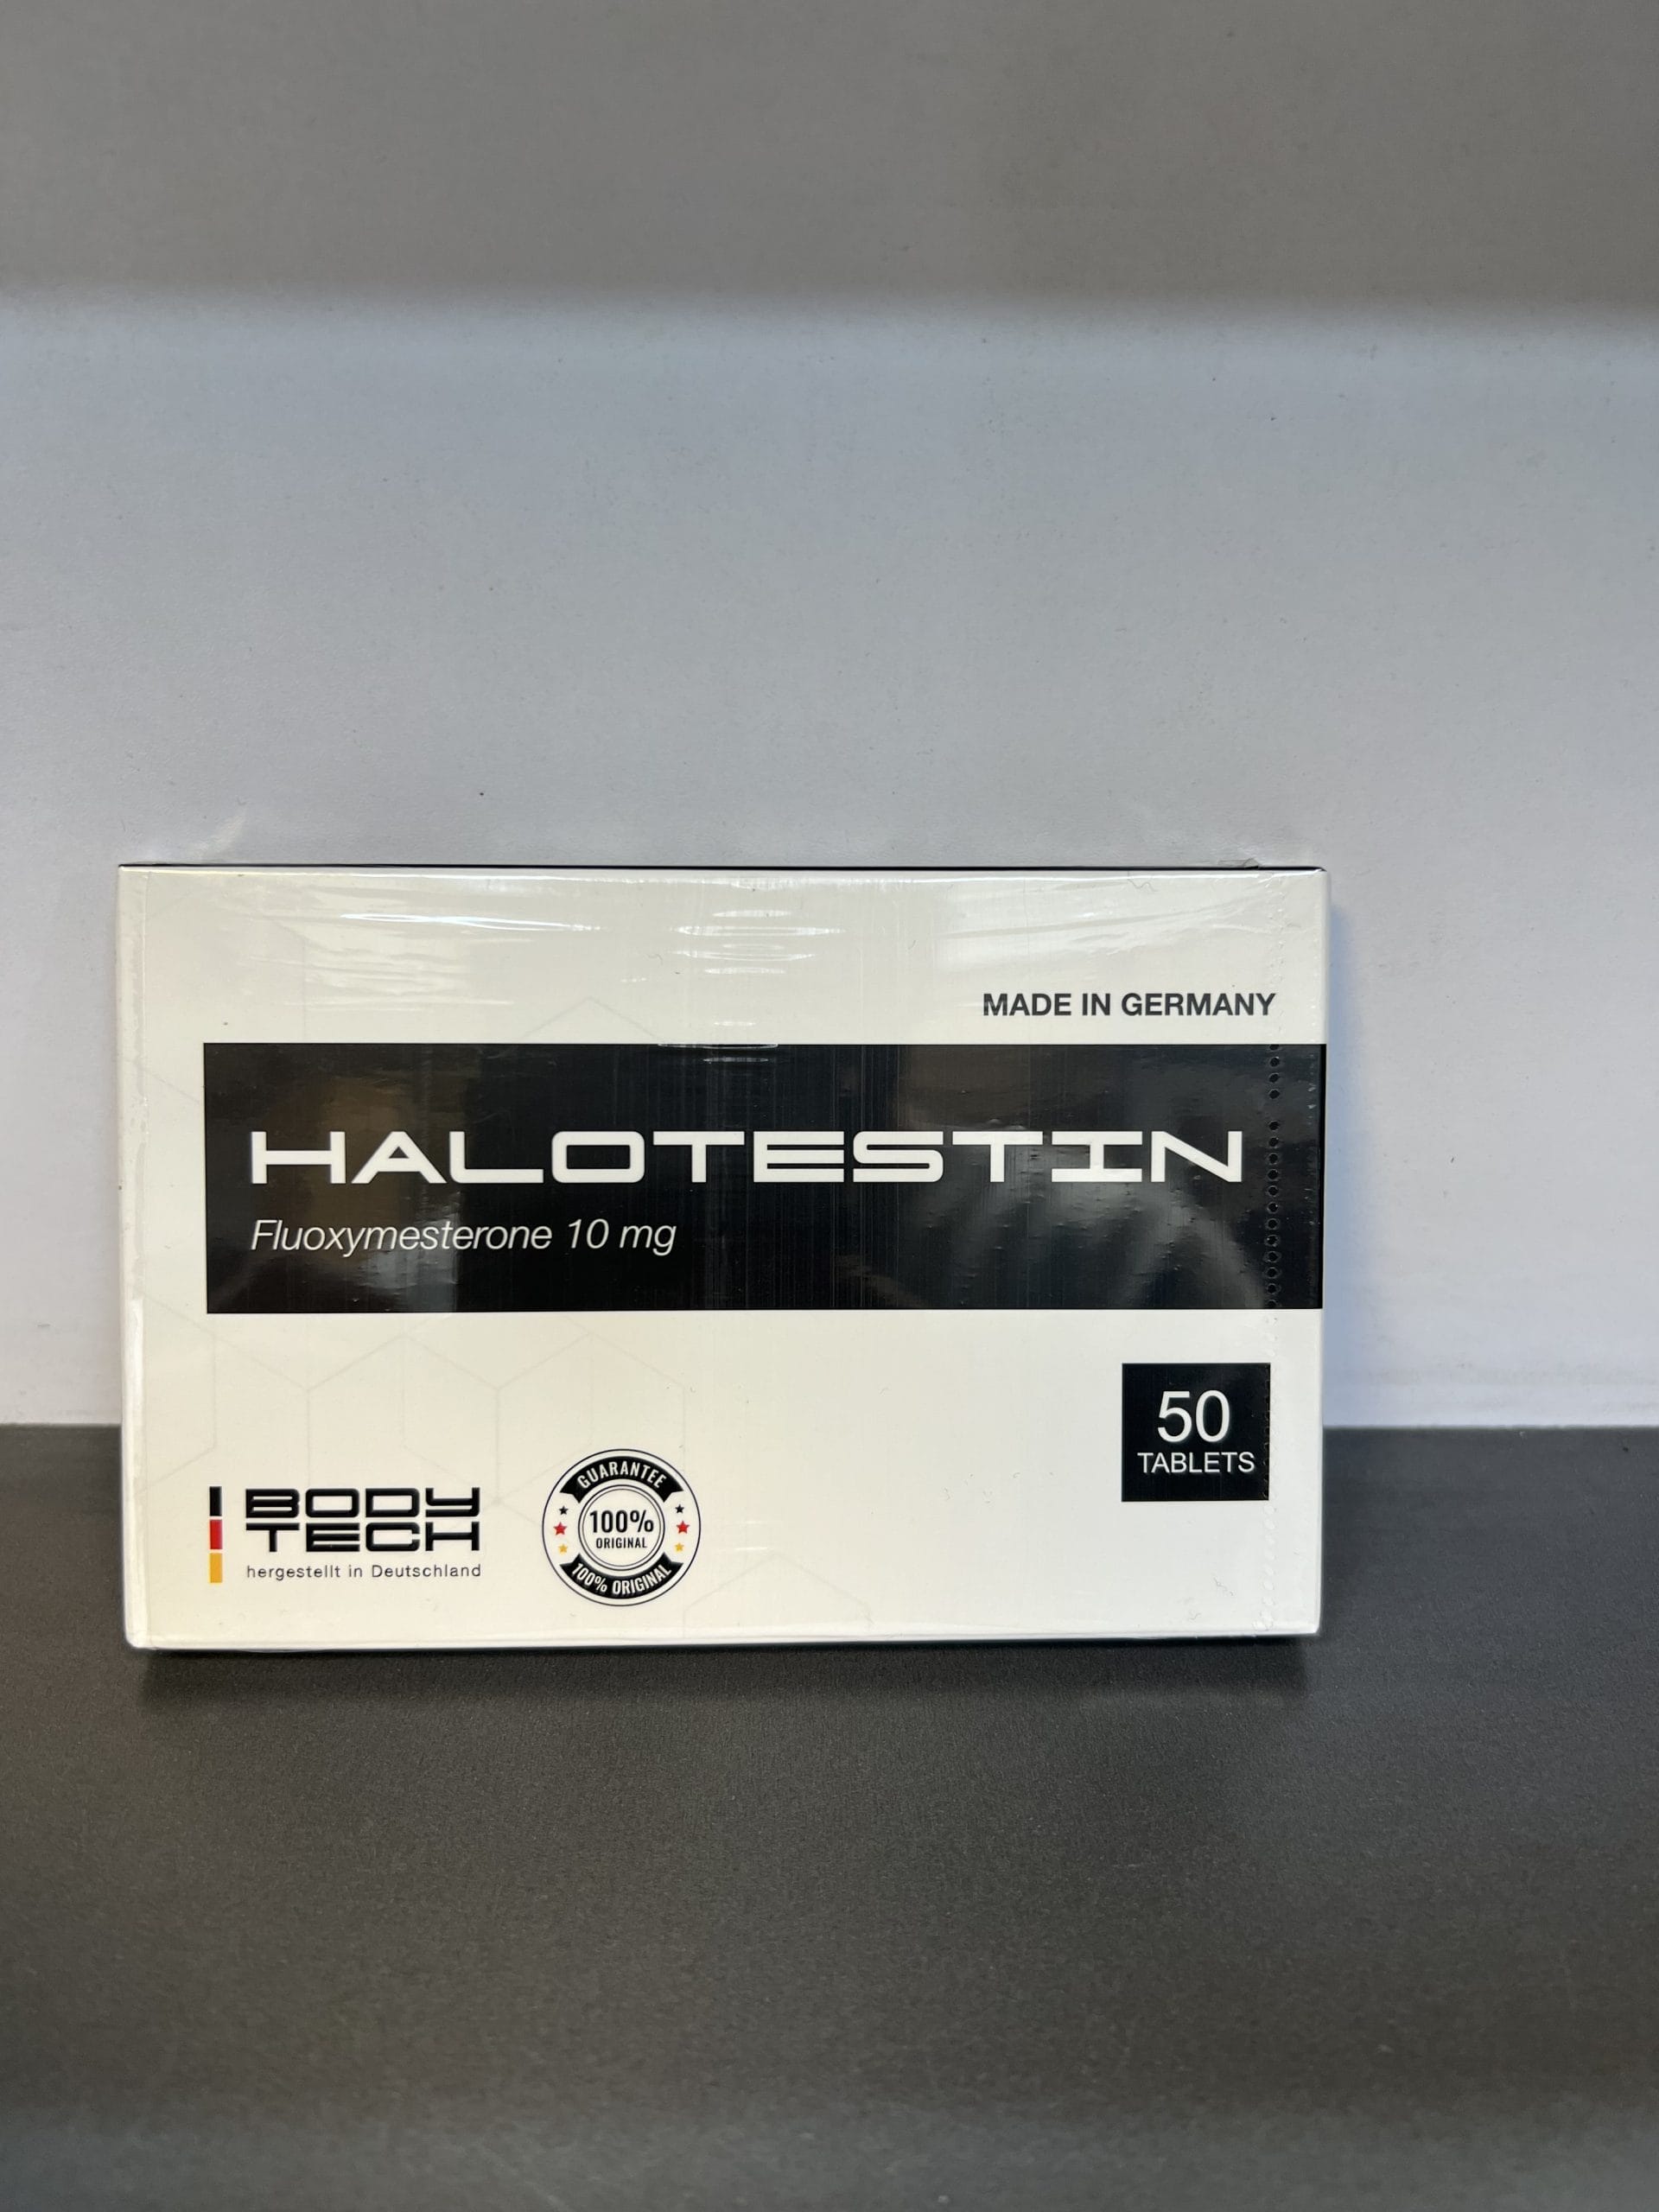 MADE IN GERMANY
HALOTESTIN
Fluoxymesterone 10 mg
50
TABLETS
BODY
TECH
hergestellt in Deutschland
GUARANTEE
100%
ORIGINAL
100% ORIGINAL